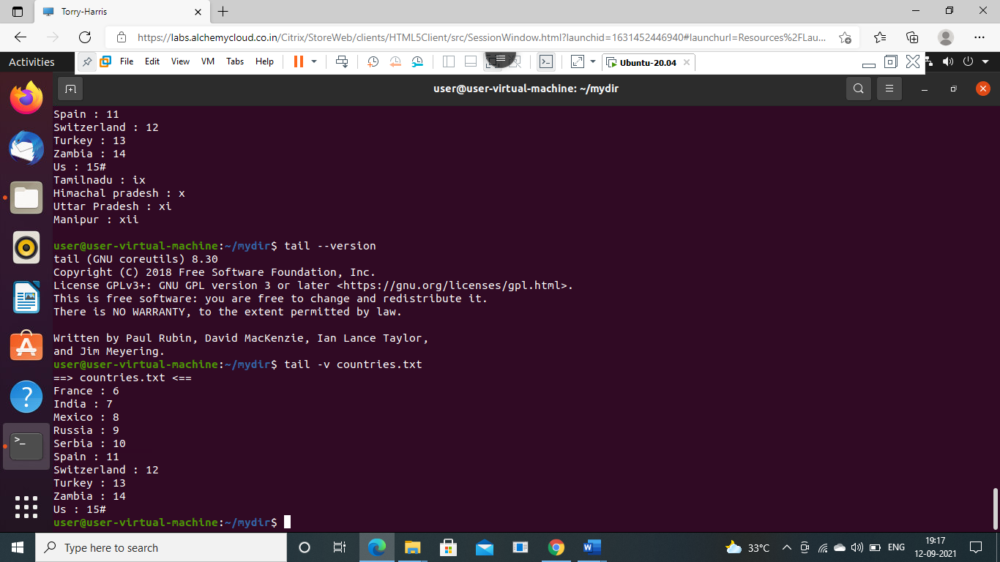 Torry-Harris
https://labs.alchemycloud.co.in/Citrix/StoreWeb/clients/HTML5Client/src/SessionWindow.html?launchid=1631452446940#launchurl=Resources%2FLau...
Activities
File Edit View VM Tabs Help
Ubuntu-20.04
user@user-virtual-machine: ~/mydir
Spain : 11
Switzerland : 12
Turkey : 13
Zambia : 14
Us : 15#
Tamilnadu : ix
Himachal pradesh : x
Uttar Pradesh : xi
Manipur : xii
user@user-virtual-machine:~/mydir$ tail --version
tail (GNU coreutils) 8.30
Copyright (C) 2018 Free Software Foundation, Inc.
License GPLv3+: GNU GPL version 3 or later <https://gnu.org/licenses/gpl.html>.
This is free software: you are free to change and redistribute it.
There is NO WARRANTY, to the extent permitted by law.
Written by Paul Rubin, David MacKenzie, Ian Lance Taylor,
and Jim Meyering.
user@user-virtual-machine:~/mydir$ tail -v countries.txt
==> countries.txt <==
France : 6
India : 7
Mexico : 8
Russia : 9
Serbia : 10
Spain : 11
Switzerland : 12
Turkey : 13
Zambia : 14
Us : 15#
user@user-virtual-machine:~/mydir$
Type here to search
33°C
ENG
19:17
12-09-2021